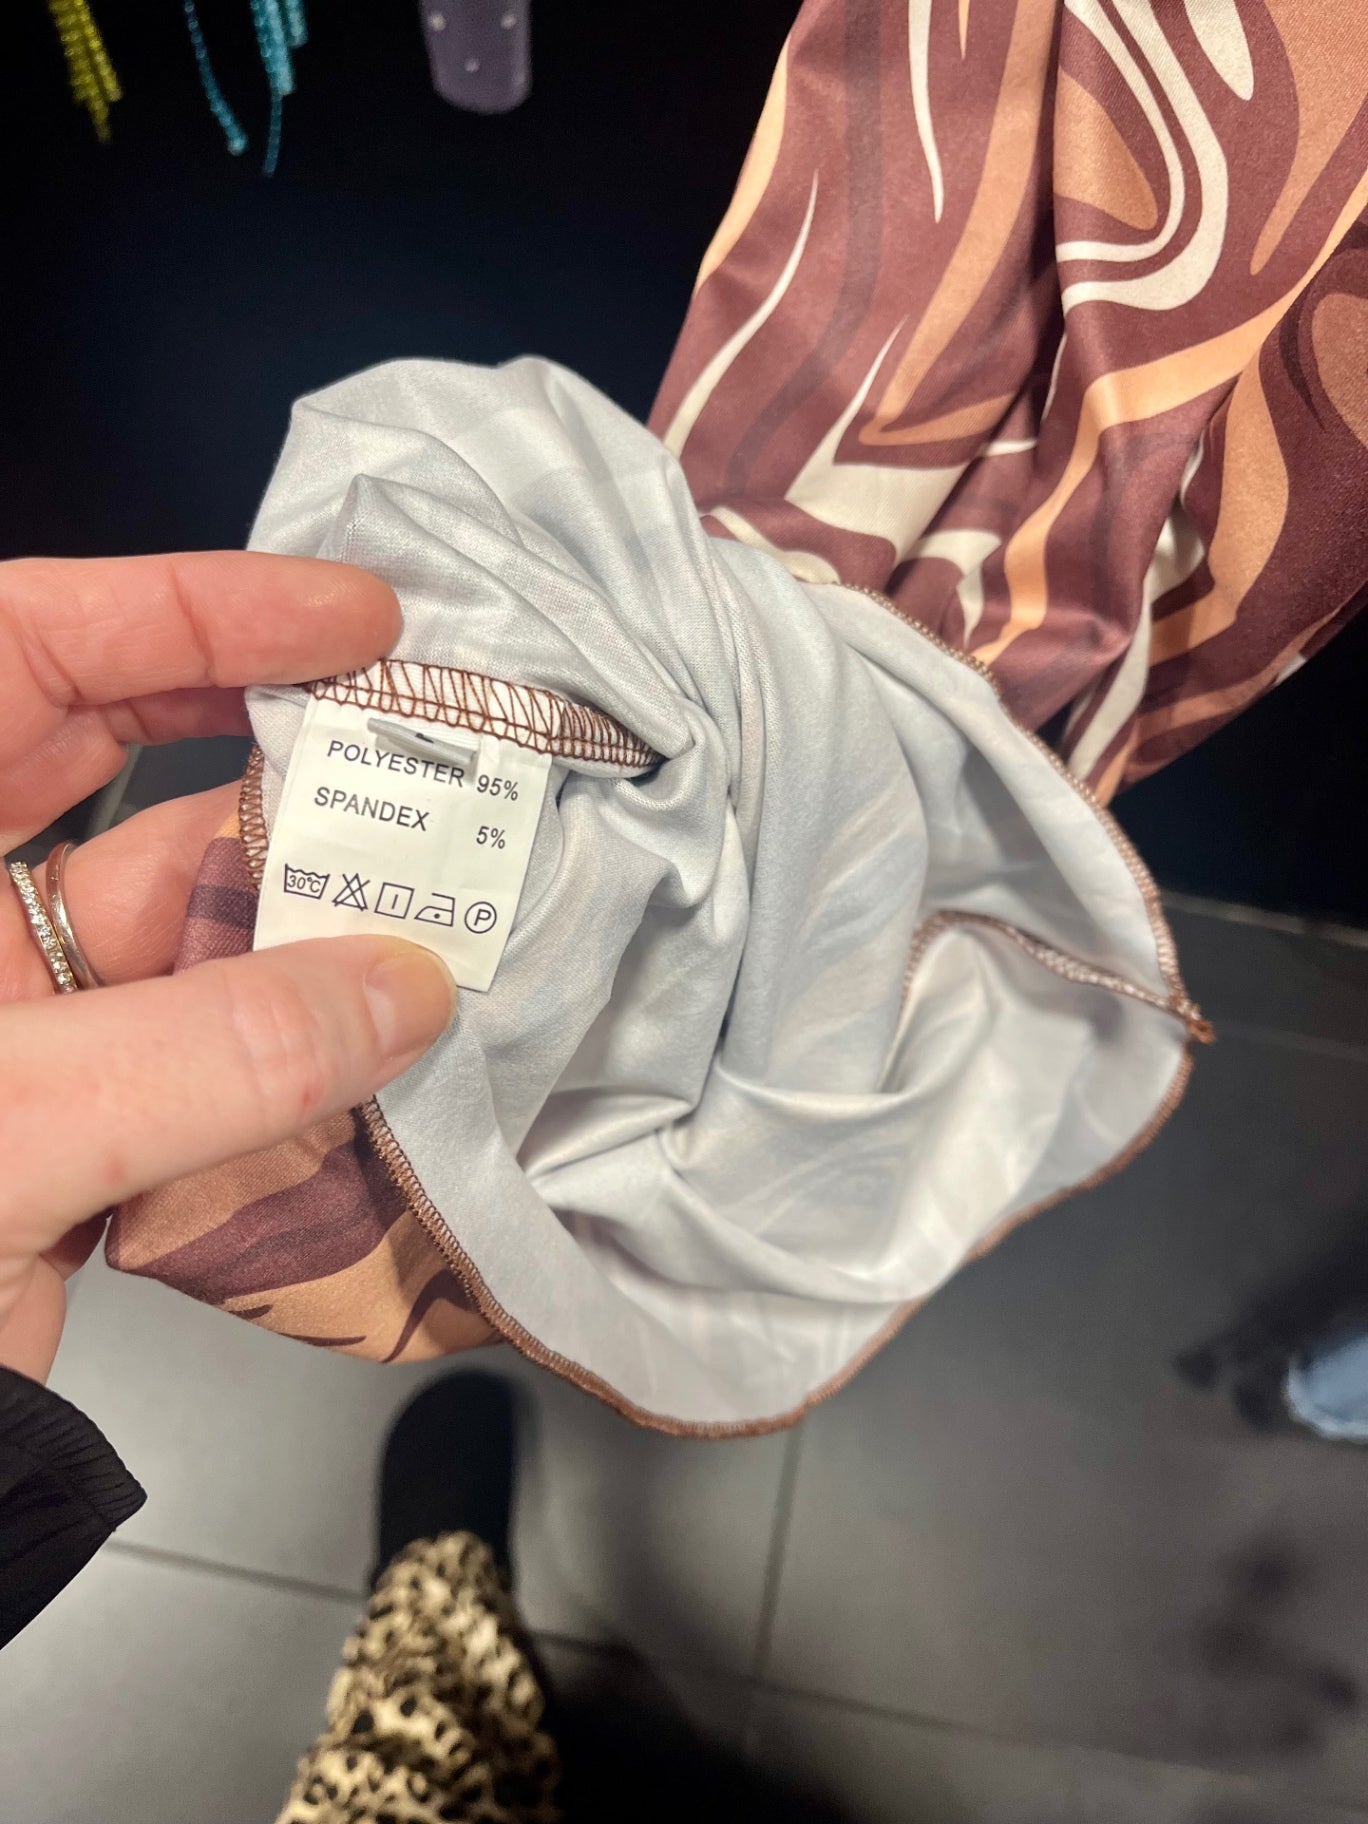 POLYESTER 95%
SPANDEX 5%
30°C
P